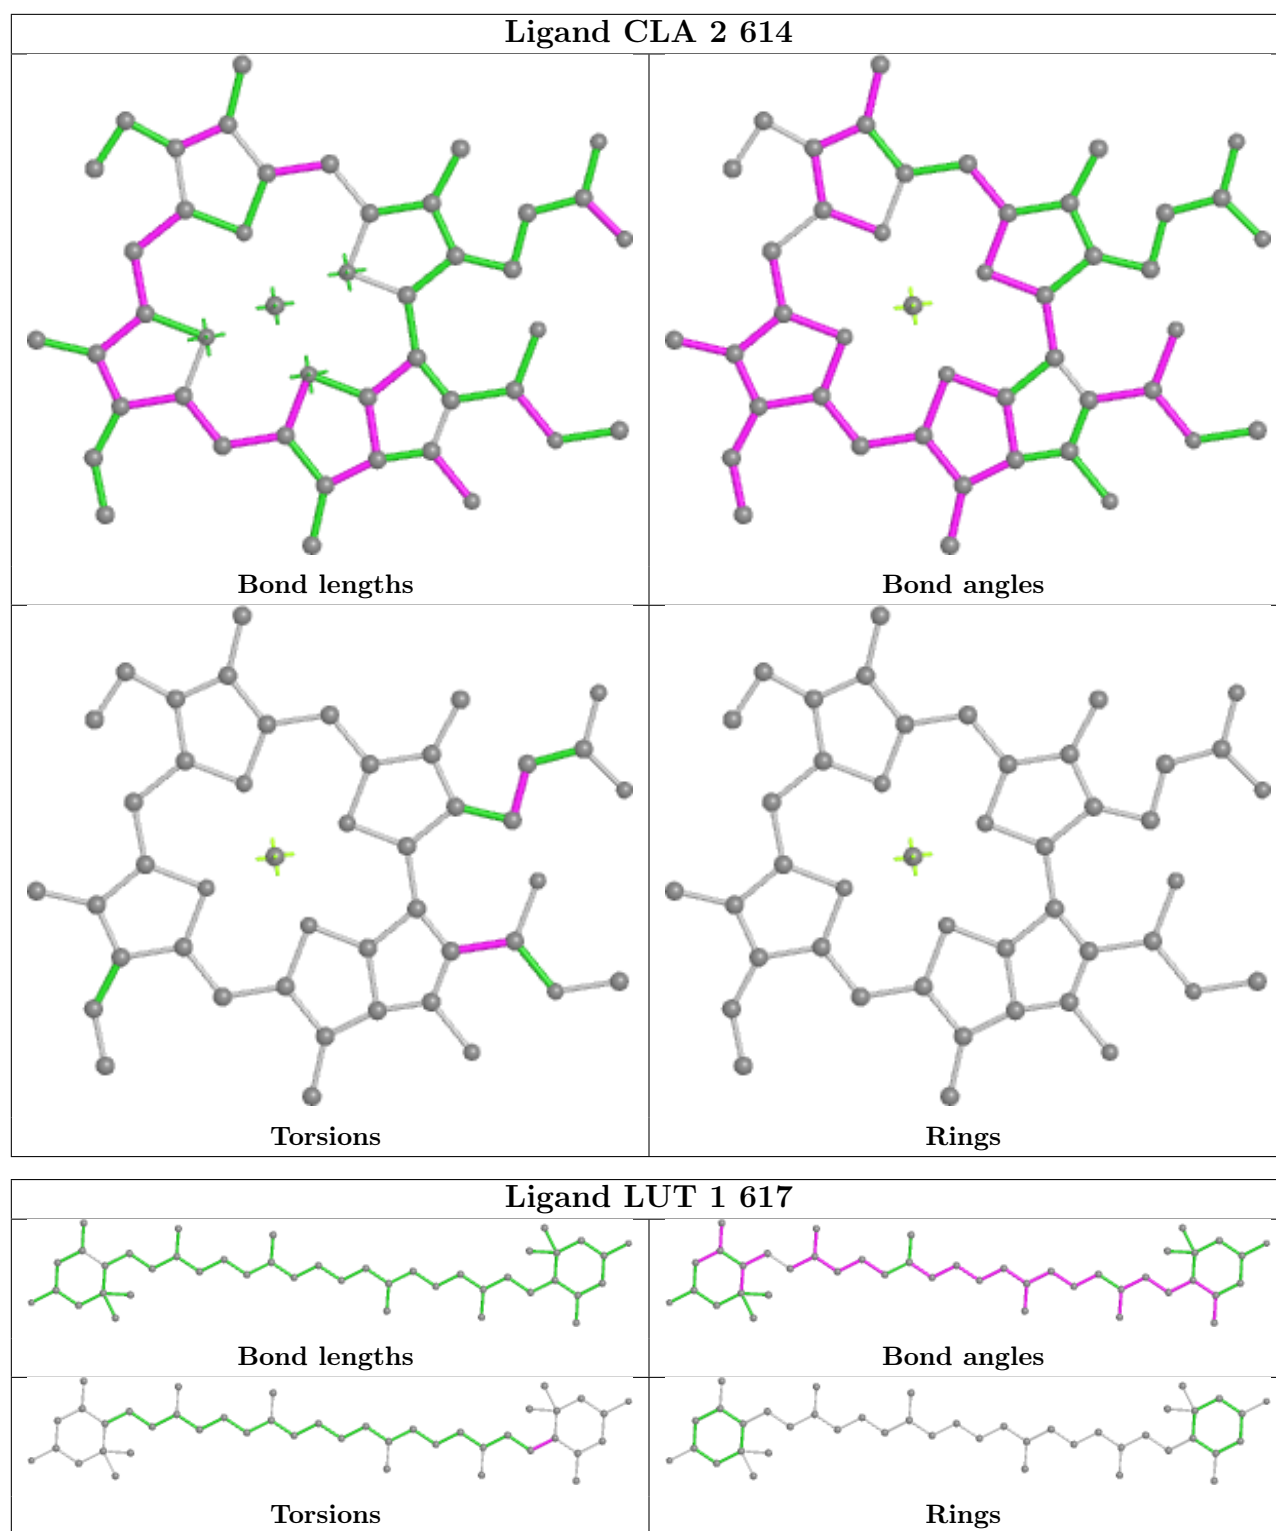 Ligand CLA 2 614
Bond lengths
Bond angles
Torsions
Rings
Ligand LUT 1 617
Bond lengths
Bond angles
Torsions
Rings